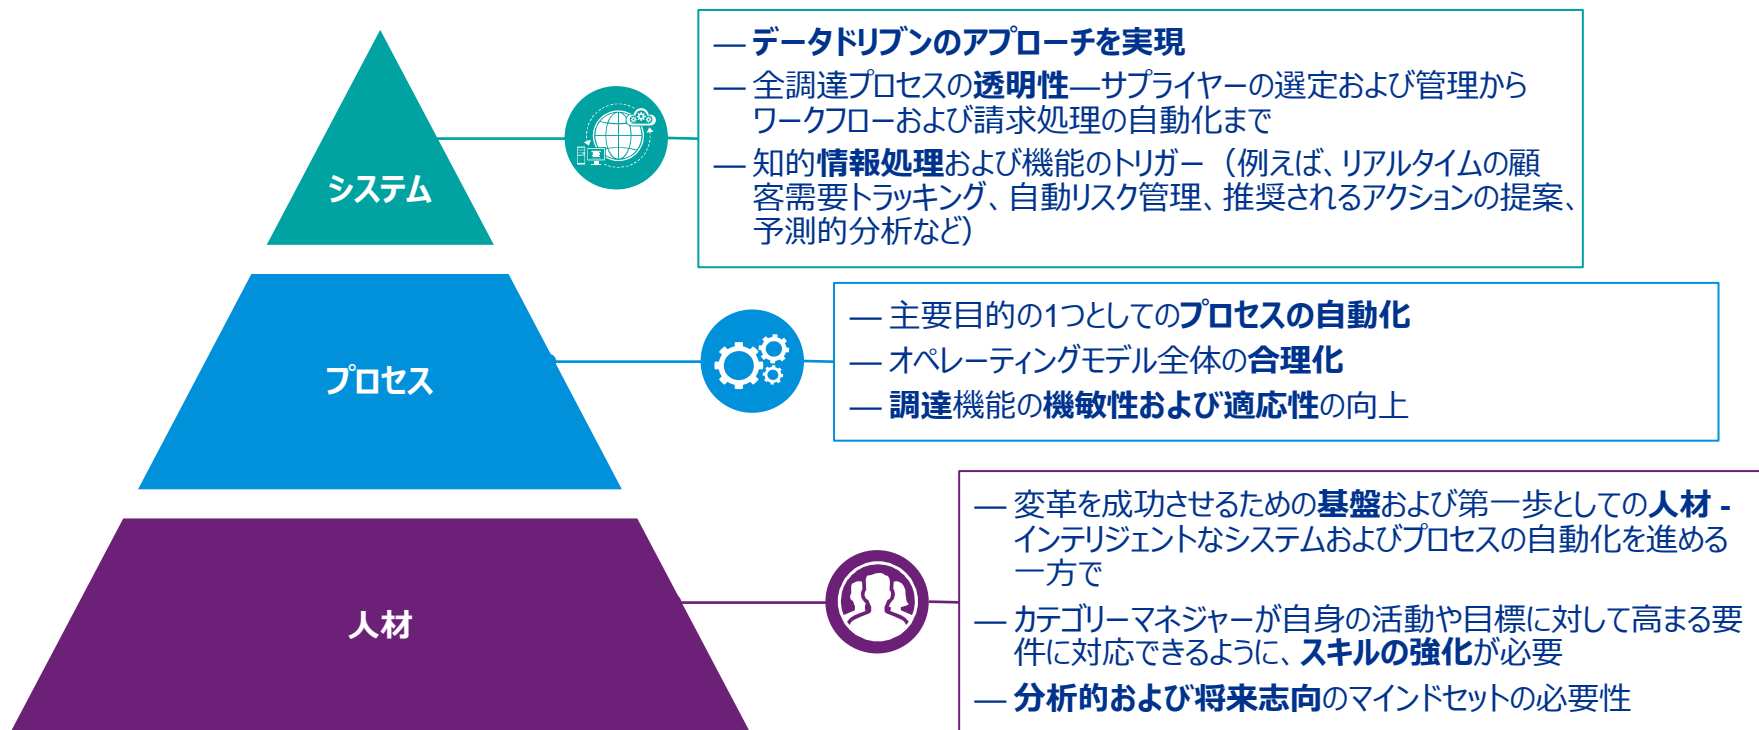 システム
— データドリブンのアプローチを実現
— 全調達プロセスの透明性—サプライヤーの選定および管理から
ワークフローおよび請求処理の自動化まで
— 知的情報処理および機能のトリガー（例えば、リアルタイムの顧
客需要トラッキング、自動リスク管理、推奨されるアクションの提案、
予測的分析など）
プロセス
— 主要目的の1つとしてのプロセスの自動化
— オペレーティングモデル全体の合理化
— 調達機能の機敏性および適応性の向上
人材
— 変革を成功させるための基盤および第一歩としての人材 -
インテリジェントなシステムおよびプロセスの自動化を進める
一方で
— カテゴリーマネジャーが自身の活動や目標に対して高まる要
件に対応できるように、スキルの強化が必要
— 分析的および将来志向のマインドセットの必要性